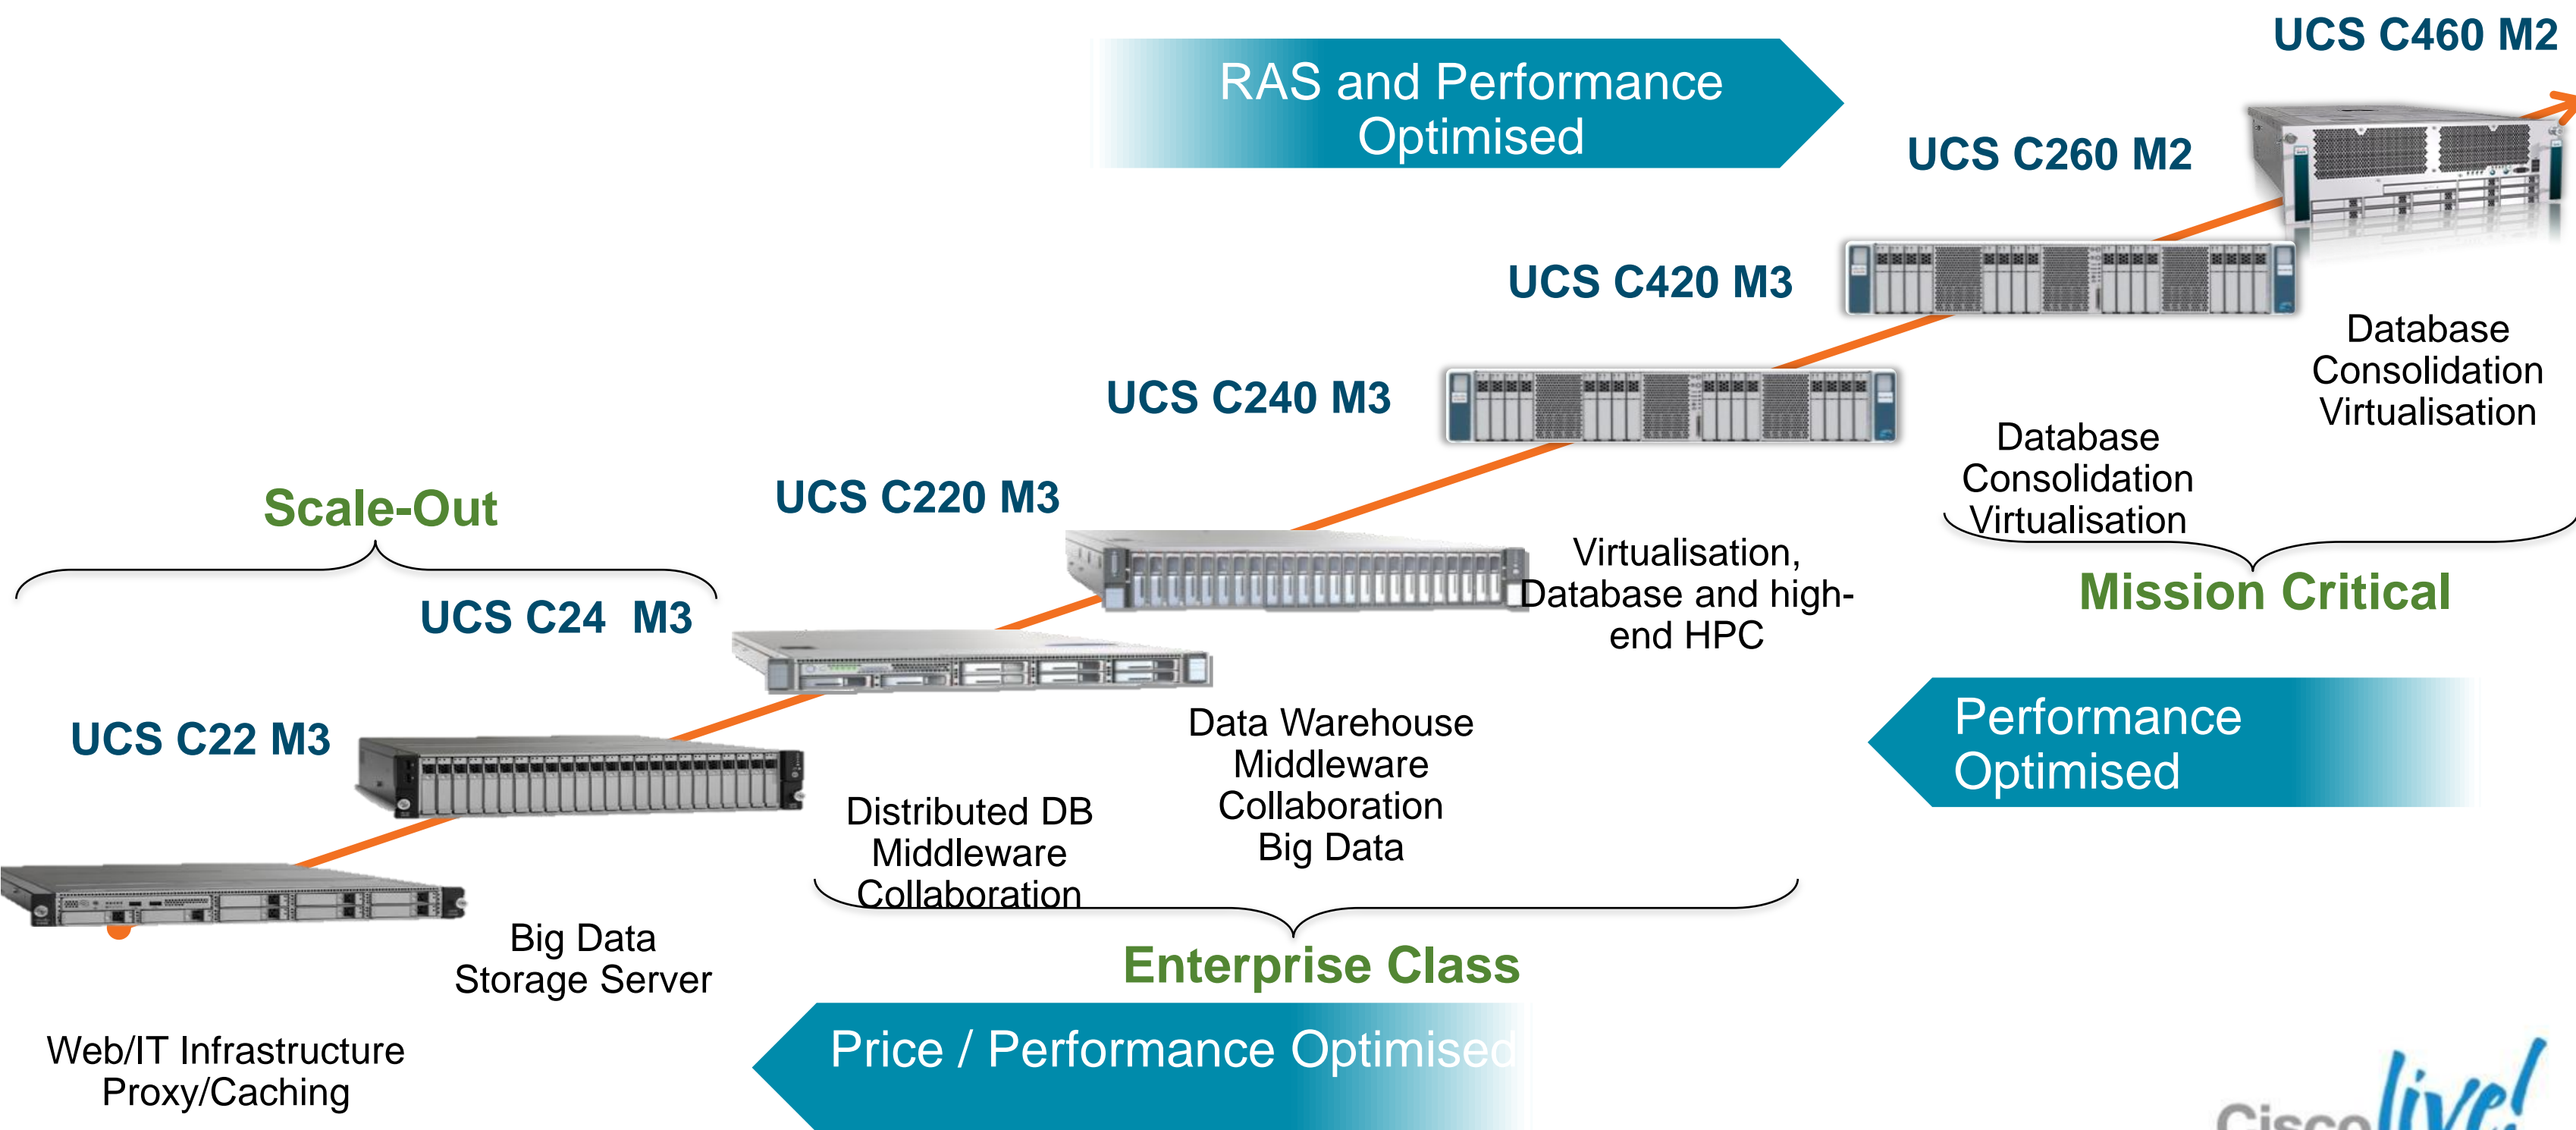 UCS C460 M2
RAS and Performance
Optimised
UCS C260 M2
UCS C420 M3
Database
Consolidation
Virtualisation
UCS C240 M3
Database
Consolidation
Virtualisation
Mission Critical
Scale-Out
UCS C220 M3
Virtualisation,
Database and high-
end HPC
UCS C24 M3
Performance
Optimised
UCS C22 M3
Data Warehouse
Middleware
Collaboration
Big Data
Distributed DB
Middleware
Collaboration
Enterprise Class
Big Data
Storage Server
Price / Performance Optimised
Web/IT Infrastructure
Proxy/Caching
Cisco live!